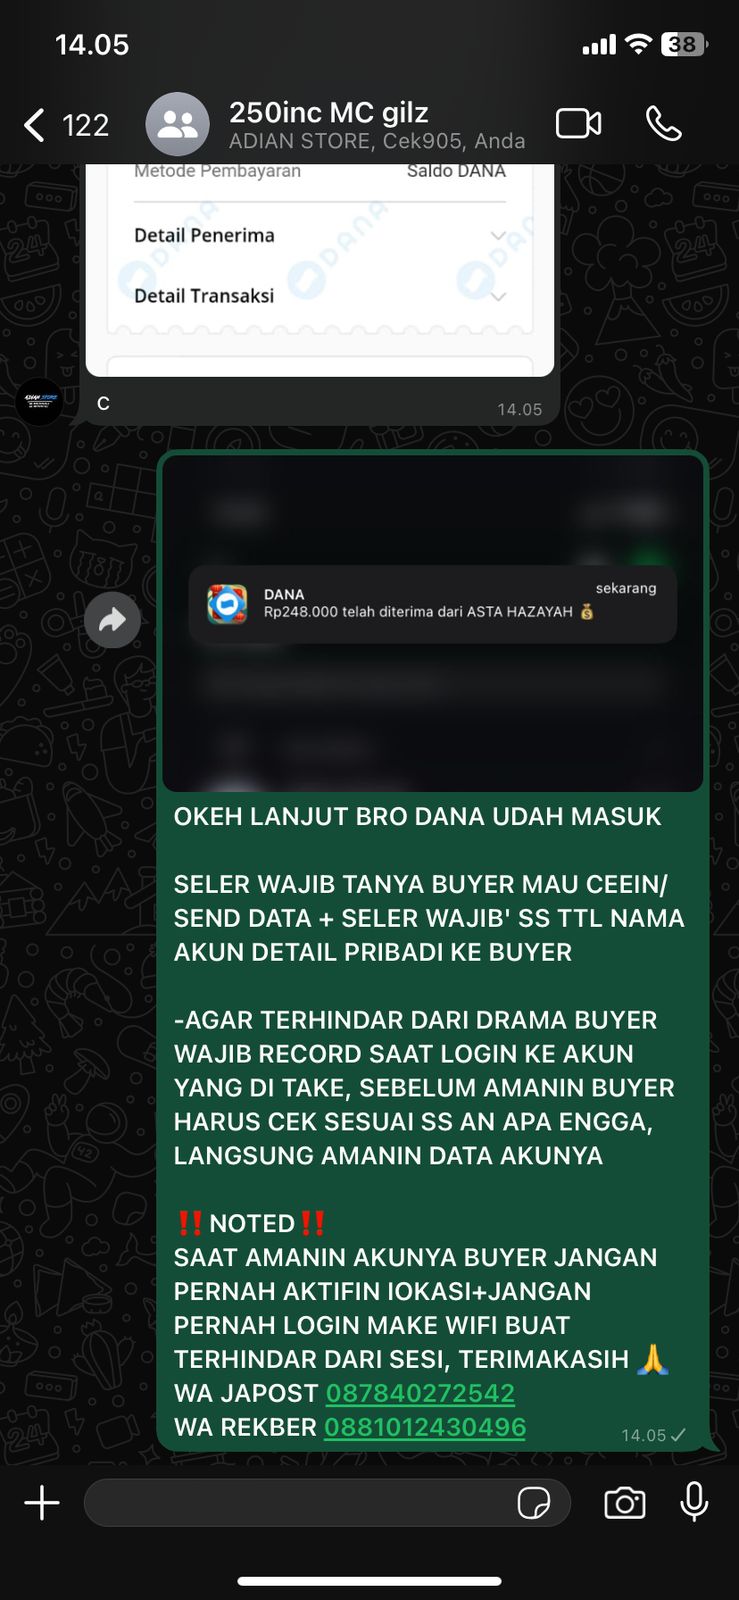 14.05
38
122
250inc MC gilz
ADIAN STORE, Cek905, Anda
Metode Pembayaran Saldo DANA
Detail Penerima
Detail Transaksi
DANA
DANA
C
14.05
DANA
sekarang
Rp248.000 telah diterima dari ASTA HAZAYAH 💰
OKEH LANJUT BRO DANA UDAH MASUK
SELER WAJIB TANYA BUYER MAU CEEIN/
SEND DATA + SELER WAJIB' SS TTL NAMA
AKUN DETAIL PRIBADI KE BUYER
-AGAR TERHINDAR DARI DRAMA BUYER
WAJIB RECORD SAAT LOGIN KE AKUN
YANG DI TAKE, SEBELUM AMANIN BUYER
HARUS CEK SESUAI SS AN APA ENGGA,
LANGSUNG AMANIN DATA AKUNYA
‼️NOTED‼️
SAAT AMANIN AKUNYA BUYER JANGAN
PERNAH AKTIFIN lOKASI+JANGAN
PERNAH LOGIN MAKE WIFI BUAT
TERHINDAR DARI SESI, TERIMAKASIH 🙏
WA JAPOST 087840272542
WA REKBER 0881012430496
14.05